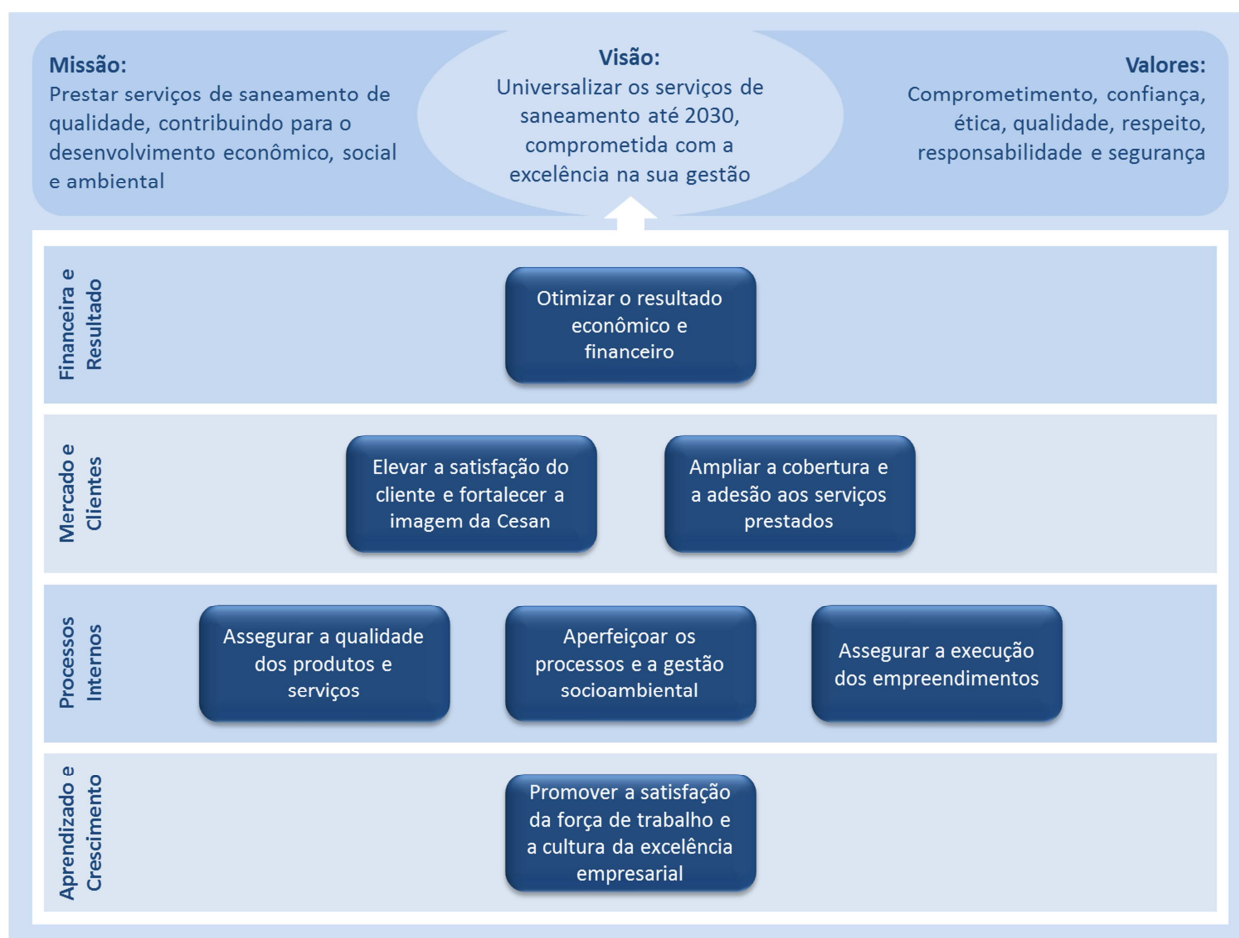 Missão:
Prestar serviços de saneamento de
qualidade, contribuindo para o
desenvolvimento econômico, social
e ambiental
Visão:
Universalizar os serviços de
saneamento até 2030,
comprometida com a
excelência na sua gestão
Valores:
Comprometimento, confiança,
ética, qualidade, respeito,
responsabilidade e segurança
Financeira e
Resultado
Otimizar o resultado
econômico e
financeiro
Mercado e
Clientes
Elevar a satisfação do
cliente e fortalecer a
imagem da Cesan
Ampliar a cobertura e
a adesão aos serviços
prestados
Processos
Internos
Assegurar a qualidade
dos produtos e
serviços
Aperfeiçoar os
processos e a gestão
socioambiental
Assegurar a execução
dos empreendimentos
Aprendizado e
Crescimento
Promover a satisfação
da força de trabalho e
a cultura da excelência
empresarial